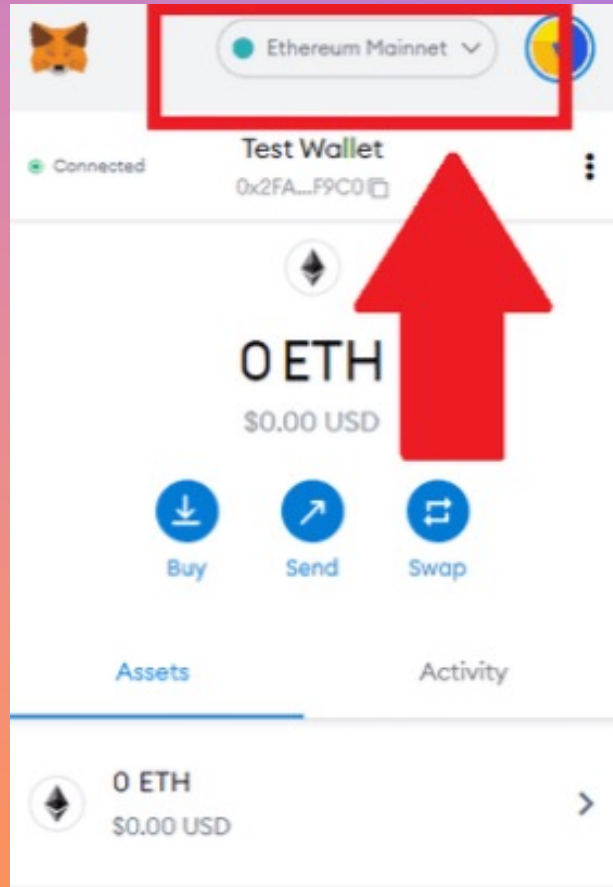 Ethereum Mainnet
Connected
Test Wallet
0x2FA...F9C0
0 ETH
$0.00 USD
Buy Send Swap
Assets Activity
0 ETH
$0.00 USD